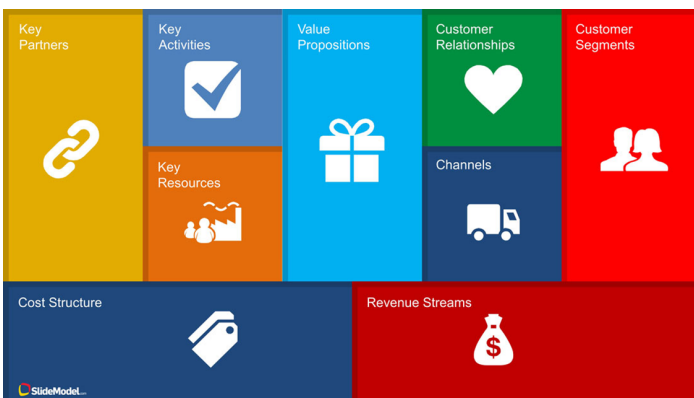 Key
Partners
Key
Activities
Value
Propositions
Customer
Relationships
Customer
Segments
Key
Resources
Channels
Cost Structure
Revenue Streams
$
SlideModel